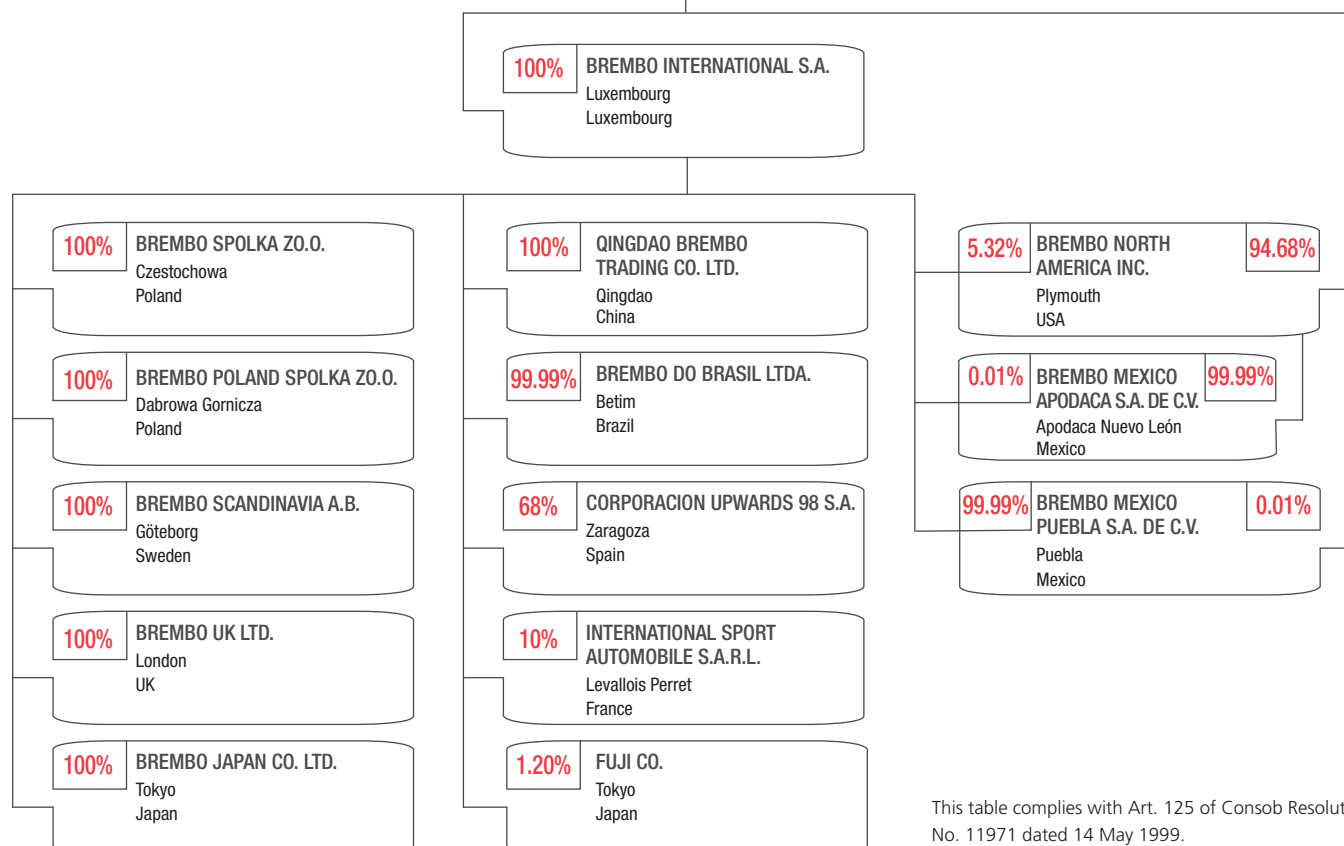 100%
BREMBO INTERNATIONAL S.A.
Luxembourg
Luxembourg
100%
BREMBO SPOLKA ZO.O.
Czestochowa
Poland
100%
BREMBO POLAND SPOLKA ZO.O.
Dabrowa Gornicza
Poland
100%
BREMBO SCANDINAVIA A.B.
Göteborg
Sweden
100%
BREMBO UK LTD.
London
UK
100%
BREMBO JAPAN CO. LTD.
Tokyo
Japan
100%
QINGDAO BREMBO
TRADING CO. LTD.
Qingdao
China
99.99%
BREMBO DO BRASIL LTDA.
Betim
Brazil
68%
CORPORACION UPWARDS 98 S.A.
Zaragoza
Spain
10%
INTERNATIONAL SPORT
AUTOMOBILE S.A.R.L.
Levallois Perret
France
1.20%
FUJI CO.
Tokyo
Japan
5.32%
BREMBO NORTH
AMERICA INC.
94.68%
Plymouth
USA
0.01%
BREMBO MEXICO
APODACA S.A. DE C.V.
99.99%
Apodaca Nuevo León
Mexico
99.99%
BREMBO MEXICO
PUEBLA S.A. DE C.V.
0.01%
Puebla
Mexico
This table complies with Art. 125 of Consob Resolut
No. 11971 dated 14 May 1999.